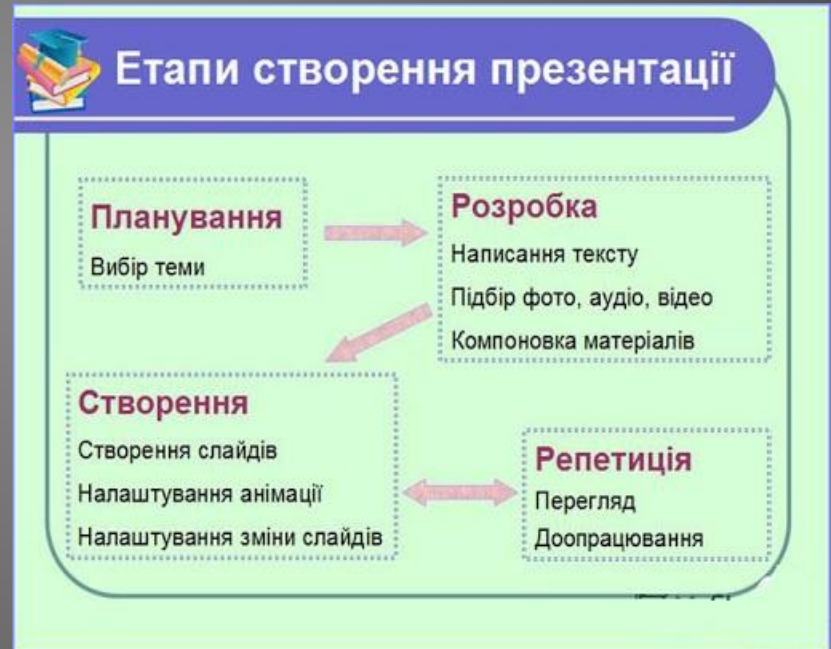 Етапи створення презентації
Планування
Вибір теми
Розробка
Написання тексту
Підбір фото, аудіо, відео
Компоновка матеріалів
Створення
Створення слайдів
Налаштування анімації
Налаштування зміни слайдів
Репетиція
Перегляд
Доопрацювання